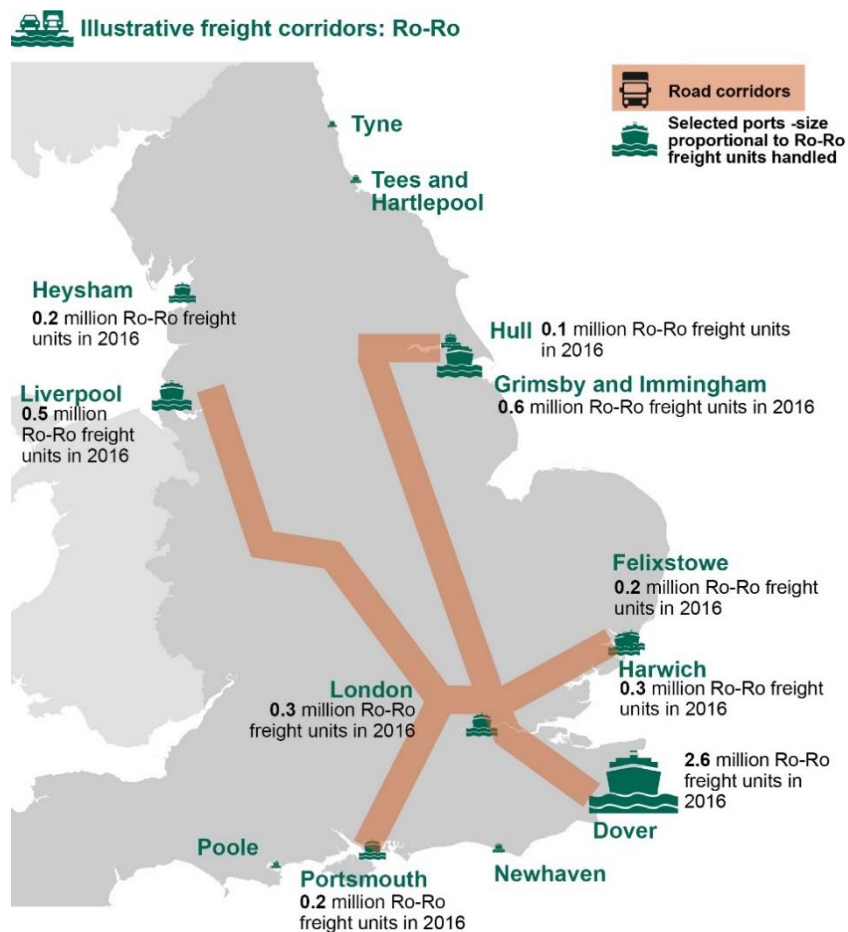 Illustrative freight corridors: Ro-Ro
Road corridors
Selected ports -size
proportional to Ro-Ro
freight units handled
Tyne
Tees and
Hartlepool
Heysham
0.2 million Ro-Ro freight
units in 2016
Hull 0.1 million Ro-Ro freight units
in 2016
Grimsby and Immingham
0.6 million Ro-Ro freight units in 2016
Liverpool
0.5 million
Ro-Ro freight
units in 2016
Felixstowe
0.2 million Ro-Ro freight
units in 2016
Harwich
0.3 million Ro-Ro freight
units in 2016
London
0.3 million Ro-Ro
freight units in 2016
2.6 million Ro-Ro
freight units in
2016
Dover
Poole
Portsmouth
0.2 million Ro-Ro
freight units in 2016
Newhaven